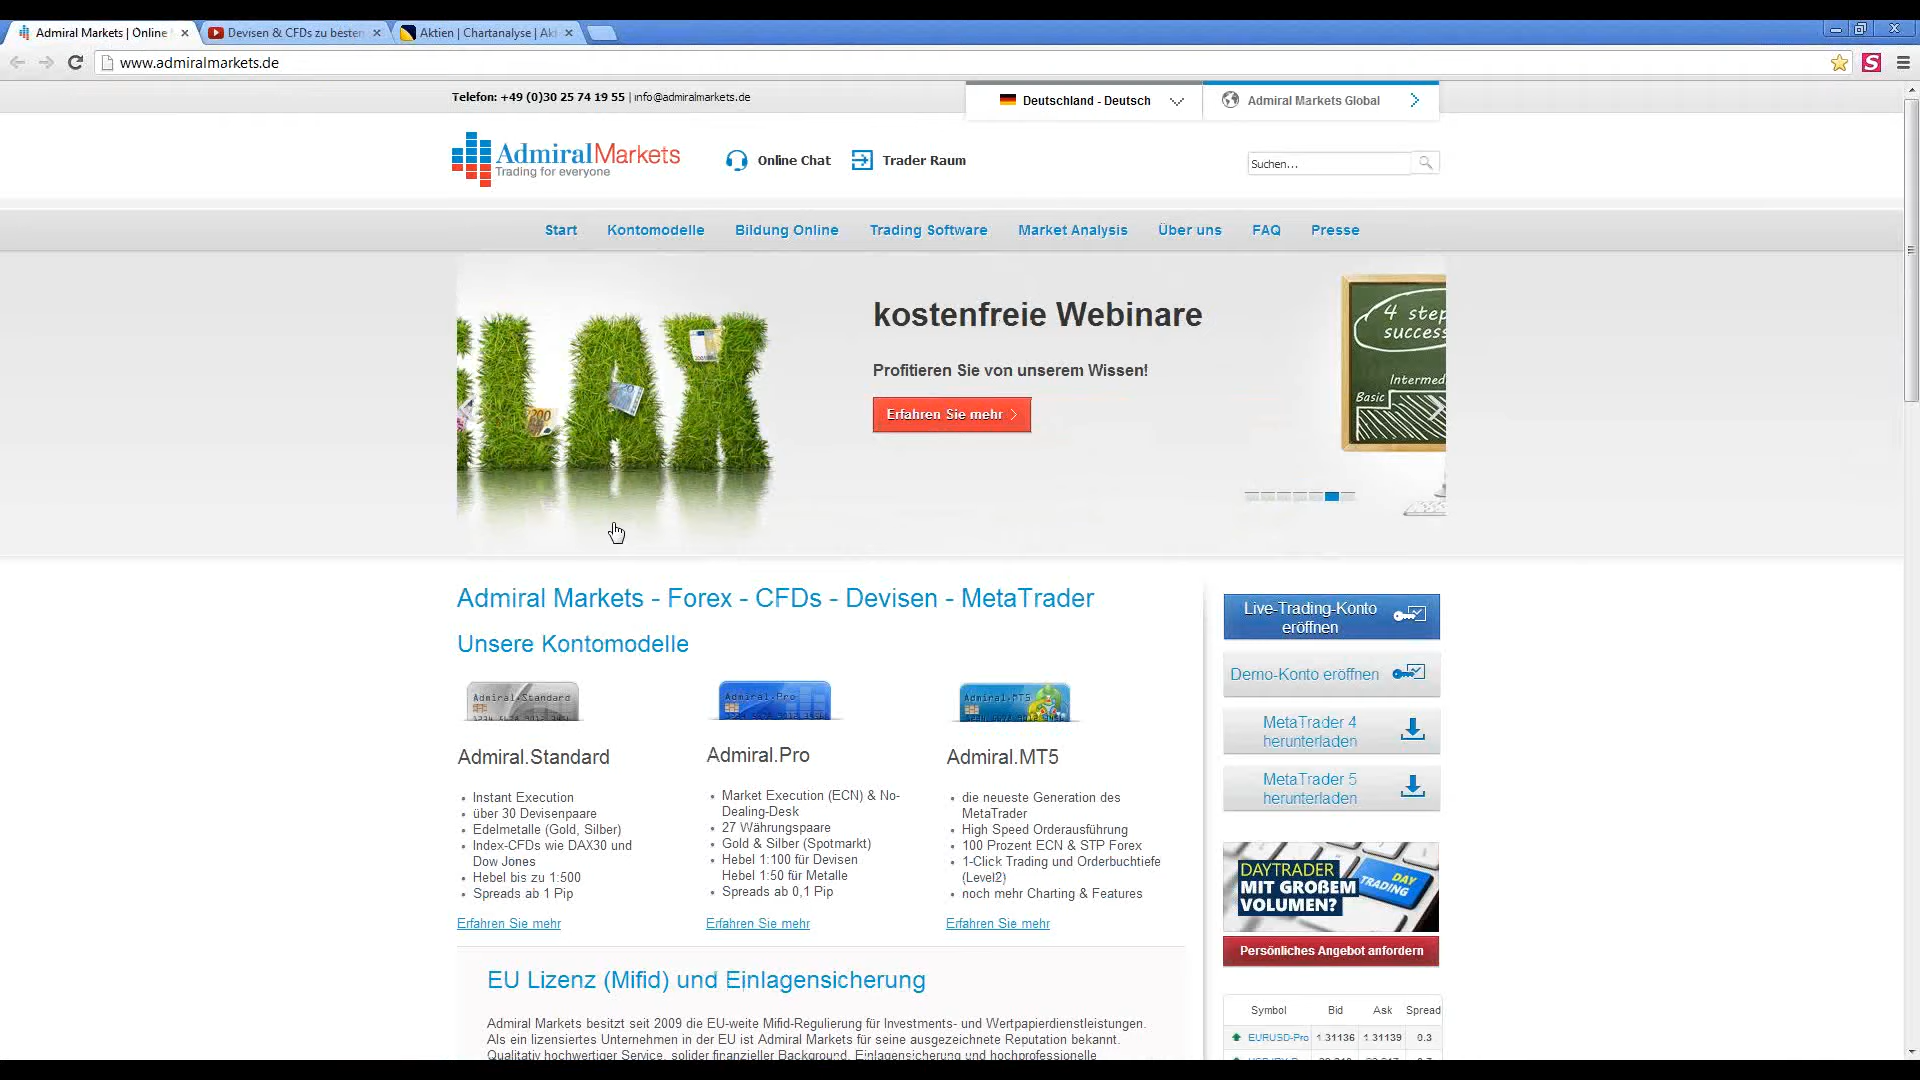 Admiral Markets | Online
Devisen & CFDs zu besten
Aktien | Chartanalyse | Ak
www.admiralmarkets.de
Telefon: +49 (0)30 25 74 19 55 | info@admiralmarkets.de
Deutschland - Deutsch
Admiral Markets Global
AdmiralMarkets
Trading for everyone
Online Chat
Trader Raum
Suchen...
Start
Kontomodelle
Bildung Online
Trading Software
Market Analysis
Über uns
FAQ
Presse
LAX
kostenfreie Webinare
Profitieren Sie von unserem Wissen!
Erfahren Sie mehr
4 step
success
Intermed
Basic
Admiral Markets - Forex - CFDs - Devisen - MetaTrader
Unsere Kontomodelle
Admiral.Standard
Admiral.Pro
Admiral.MT5
Admiral.Standard
• Instant Execution
• über 30 Devisenpaare
• Edelmetalle (Gold, Silber)
• Index-CFDs wie DAX30 und
Dow Jones
• Hebel bis zu 1:500
• Spreads ab 1 Pip
Erfahren Sie mehr
Admiral.Pro
• Market Execution (ECN) & No-
Dealing-Desk
• 27 Währungspaare
• Gold & Silber (Spotmarkt)
• Hebel 1:100 für Devisen
Hebel 1:50 für Metalle
• Spreads ab 0,1 Pip
Erfahren Sie mehr
Admiral.MT5
• die neueste Generation des
MetaTrader
• High Speed Orderausführung
• 100 Prozent ECN & STP Forex
• 1-Click Trading und Orderbuchtiefe
(Level2)
• noch mehr Charting & Features
Erfahren Sie mehr
EU Lizenz (Mifid) und Einlagensicherung
Admiral Markets besitzt seit 2009 die EU-weite Mifid-Regulierung für Investments- und Wertpapierdienstleistungen.
Als ein lizensiertes Unternehmen in der EU ist Admiral Markets für seine ausgezeichnete Reputation bekannt.
Qualitativ hochwertiger Service, solider finanzieller Background, Einlagensicherung und hochprofessionelle
Live-Trading-Konto
eröffnen
Demo-Konto eröffnen
MetaTrader 4
herunterladen
MetaTrader 5
herunterladen
DAYTRADER
MIT GROßEM
VOLUMEN?
DAY
TRADING
Persönliches Angebot anfordern
Symbol Bid Ask Spread
EURUSD-Pro 1.31136 1.31139 0.3